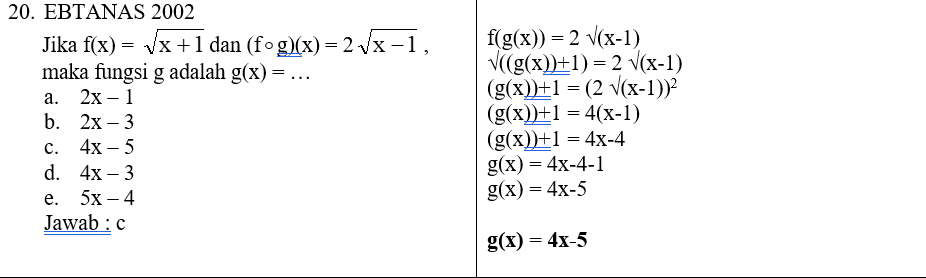 20. EBTANAS 2002
Jika f(x) = √x + 1 dan (f∘g)(x) = 2 √x – 1 ,
maka fungsi g adalah g(x) = …
a. 2x – 1
b. 2x – 3
c. 4x – 5
d. 4x – 3
e. 5x – 4
Jawab : c
f(g(x)) = 2 √(x-1)
√((g(x))+1) = 2 √(x-1)
(g(x))+1 = (2 √(x-1))²
(g(x))+1 = 4(x-1)
(g(x))+1 = 4x-4
g(x) = 4x-4-1
g(x) = 4x-5
g(x) = 4x-5